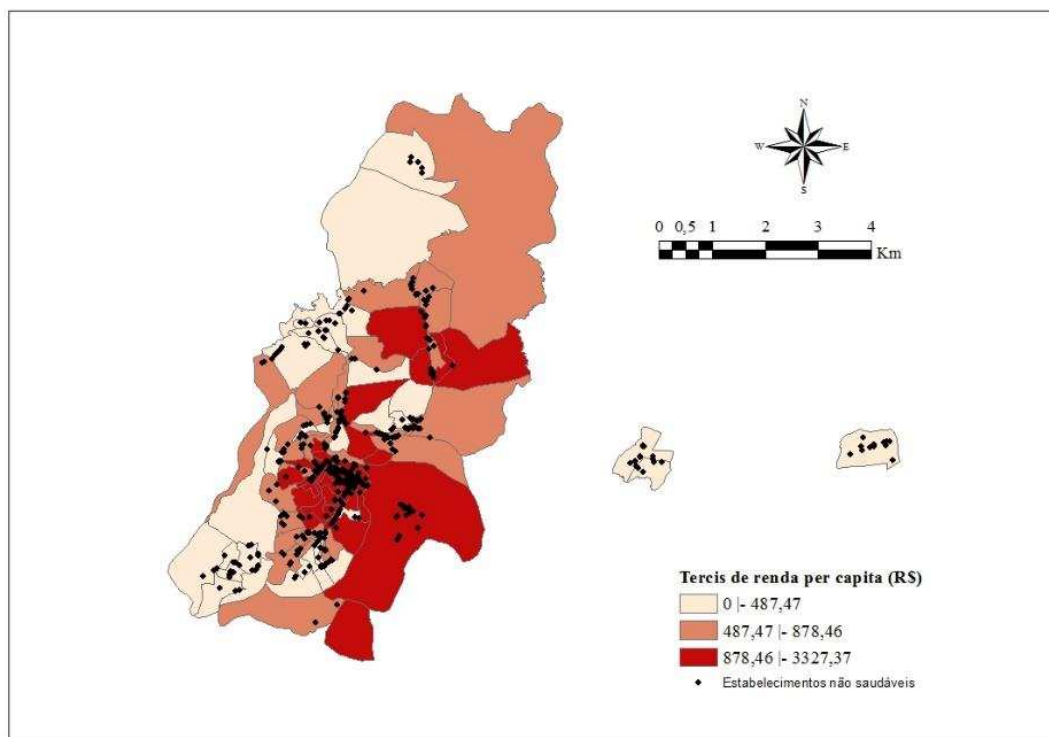 N
W E
S
0 0,5 1 2 3 4
Km
Tercis de renda per capita (R$)
0 |- 487,47
487,47 |- 878,46
878,46 |- 3327,37
Estabelecimentos não saudáveis